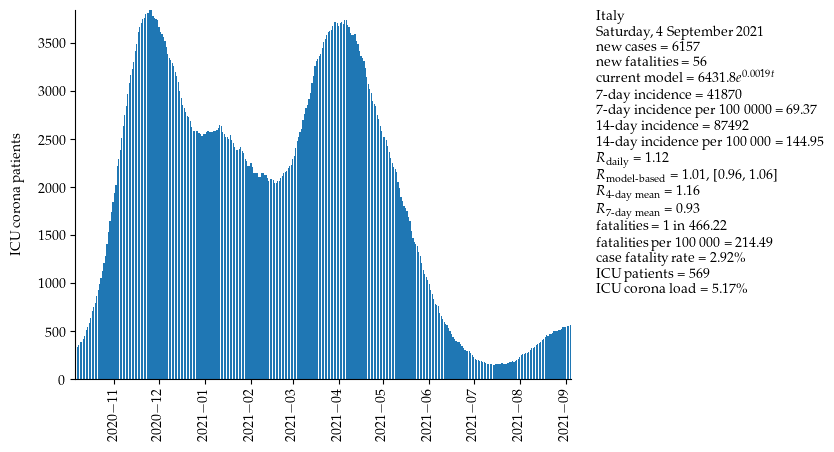 Italy
Saturday, 4 September 2021
new cases = 6157
new fatalities = 56
current model = 6431.8e^0.0019t
7-day incidence = 41870
7-day incidence per 100 0000 = 69.37
14-day incidence = 87492
14-day incidence per 100 000 = 144.95
R_daily = 1.12
R_model-based = 1.01, [0.96, 1.06]
R_4-day mean = 1.16
R_7-day mean = 0.93
fatalities = 1 in 466.22
fatalities per 100 000 = 214.49
case fatality rate = 2.92%
ICU patients = 569
ICU corona load = 5.17%
ICU corona patients
3500
3000
2500
2000
1500
1000
500
0
2020−11
2020−12
2021−01
2021−02
2021−03
2021−04
2021−05
2021−06
2021−07
2021−08
2021−09